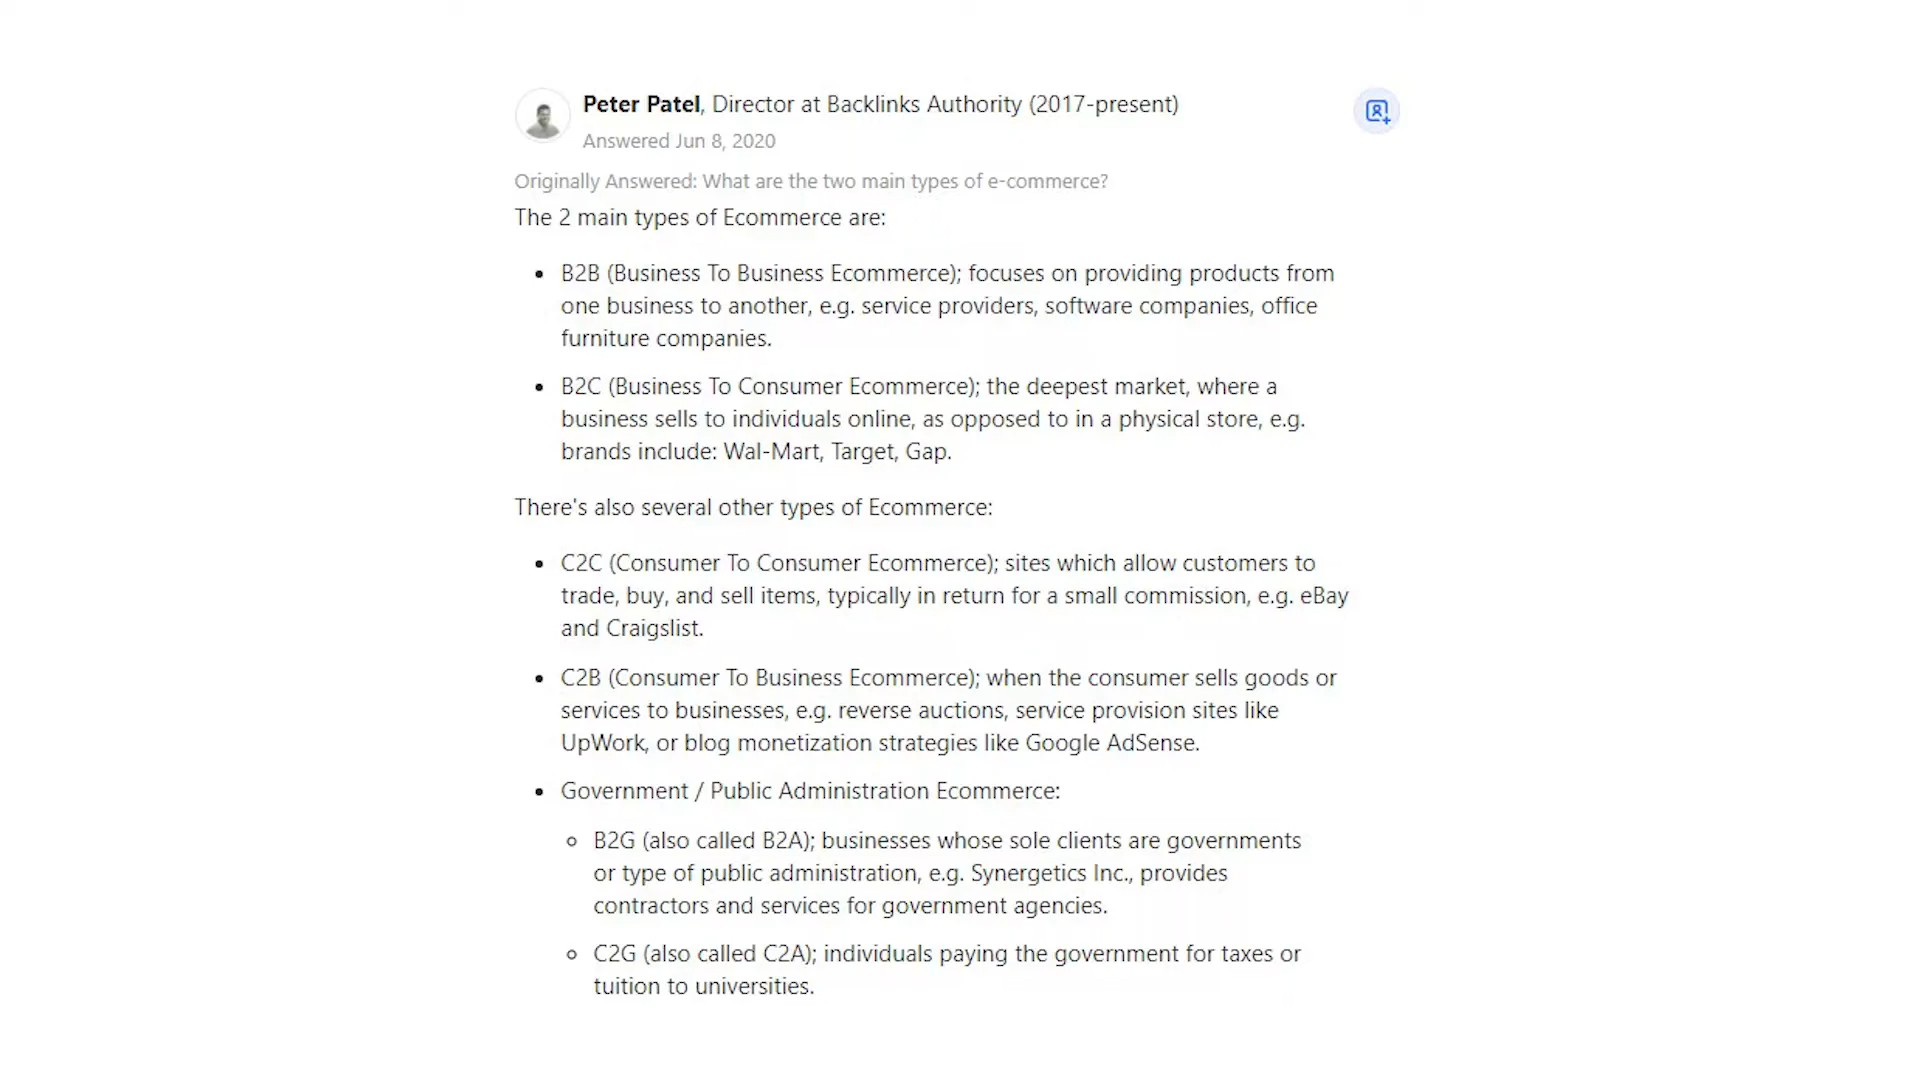 Peter Patel, Director at Backlinks Authority (2017-present)
Answered Jun 8, 2020
Originally Answered: What are the two main types of e-commerce?
The 2 main types of Ecommerce are:
• B2B (Business To Business Ecommerce); focuses on providing products from
one business to another, e.g. service providers, software companies, office
furniture companies.
• B2C (Business To Consumer Ecommerce); the deepest market, where a
business sells to individuals online, as opposed to in a physical store, e.g.
brands include: Wal-Mart, Target, Gap.
There's also several other types of Ecommerce:
• C2C (Consumer To Consumer Ecommerce); sites which allow customers to
trade, buy, and sell items, typically in return for a small commission, e.g. eBay
and Craigslist.
• C2B (Consumer To Business Ecommerce); when the consumer sells goods or
services to businesses, e.g. reverse auctions, service provision sites like
UpWork, or blog monetization strategies like Google AdSense.
• Government / Public Administration Ecommerce:
◦ B2G (also called B2A); businesses whose sole clients are governments
or type of public administration, e.g. Synergetics Inc., provides
contractors and services for government agencies.
◦ C2G (also called C2A); individuals paying the government for taxes or
tuition to universities.